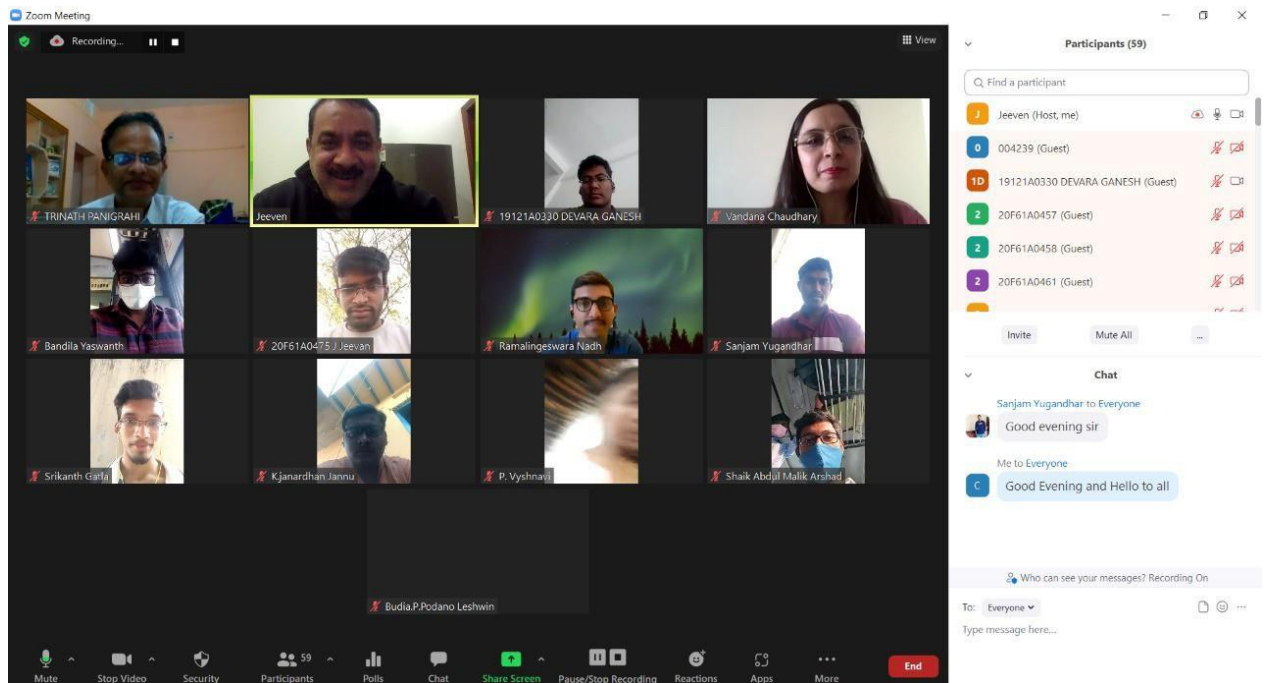 Zoom Meeting
Recording...
View
TRINATH PANIGRAHI
Jeeven
19121A0330 DEVARA GANESH
Vandana Chaudhary
Bandila Yaswanth
20F61A0475 J Jeevan
Ramalingeswara Nadh
Sanjam Yugandhar
Srikanth Gatla
K.janardhan Jannu
P. Vyshnavi
Shaik Abdul Malik Arshad
Budia.P.Podano Leshwin
Mute
Stop Video
Security
59
Participants
Polls
Chat
Share Screen
Pause/Stop Recording
Reactions
Apps
More
End
Participants (59)
Find a participant
J Jeeven (Host, me)
0 004239 (Guest)
1D 19121A0330 DEVARA GANESH (Guest)
2 20F61A0457 (Guest)
2 20F61A0458 (Guest)
2 20F61A0461 (Guest)
Invite
Mute All
...
Chat
Sanjam Yugandhar to Everyone
Good evening sir
Me to Everyone
C Good Evening and Hello to all
Who can see your messages? Recording On
To: Everyone
Type message here...